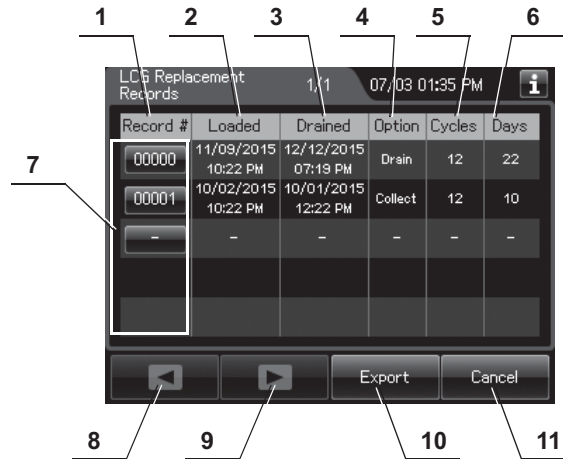 1 2 3 4 5 6
LCG Replacement
Records
1/1
07/03 01:35 PM
i
Record # Loaded Drained Option Cycles Days
7
00000 11/09/2015 10:22 PM 12/12/2015 07:19 PM Drain 12 22
00001 10/02/2015 10:22 PM 10/01/2015 12:22 PM Collect 12 10
- - - - - -
Export Cancel
8 9 10 11